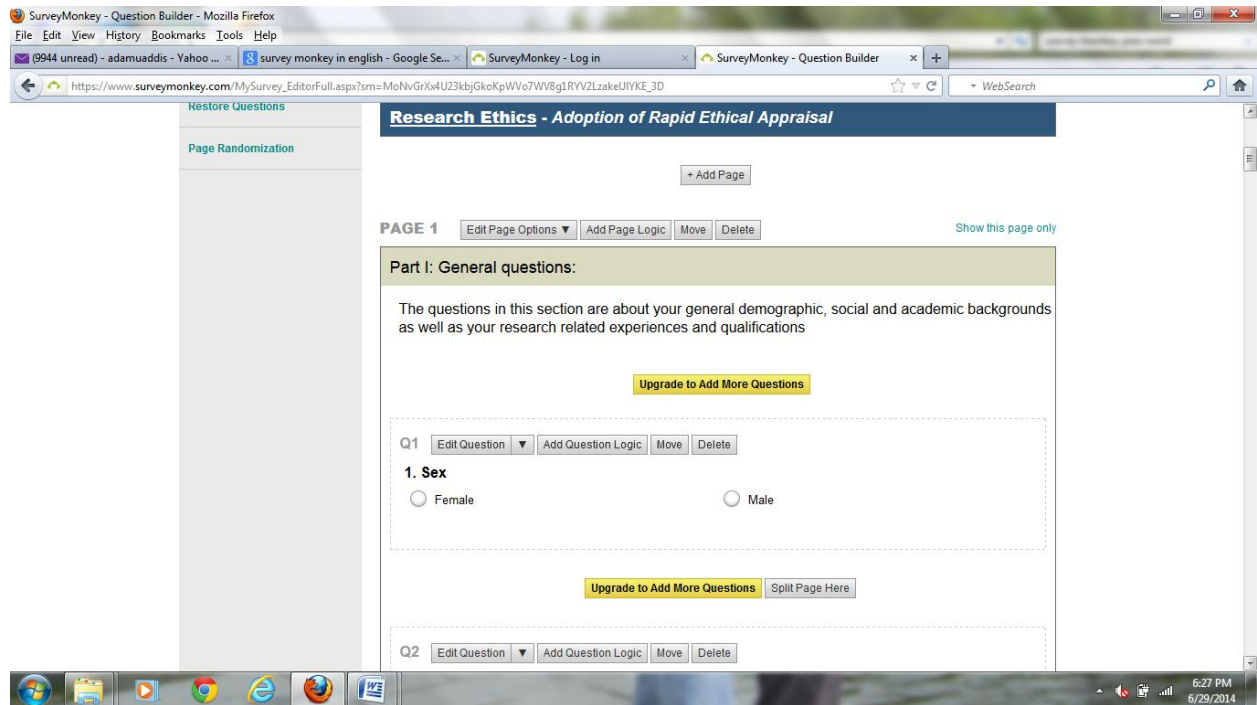 SurveyMonkey - Question Builder - Mozilla Firefox
File Edit View History Bookmarks Tools Help
(9944 unread) - adamuaddis - Yahoo ... survey monkey in english - Google Se... SurveyMonkey - Log in SurveyMonkey - Question Builder
https://www.surveymonkey.com/MySurvey_EditorFull.aspx?sm=MoNvGrXx4U23kbjGkoKpWVo7WV8g1RYV2LzakeUIYKE_3D WebSearch
Restore Questions
Research Ethics - Adoption of Rapid Ethical Appraisal
Page Randomization
+ Add Page
PAGE 1 Edit Page Options ▼ Add Page Logic Move Delete Show this page only
Part I: General questions:
The questions in this section are about your general demographic, social and academic backgrounds
as well as your research related experiences and qualifications
Upgrade to Add More Questions
Q1 Edit Question ▼ Add Question Logic Move Delete
1. Sex
Female Male
Upgrade to Add More Questions Split Page Here
Q2 Edit Question ▼ Add Question Logic Move Delete
6:27 PM
6/29/2014